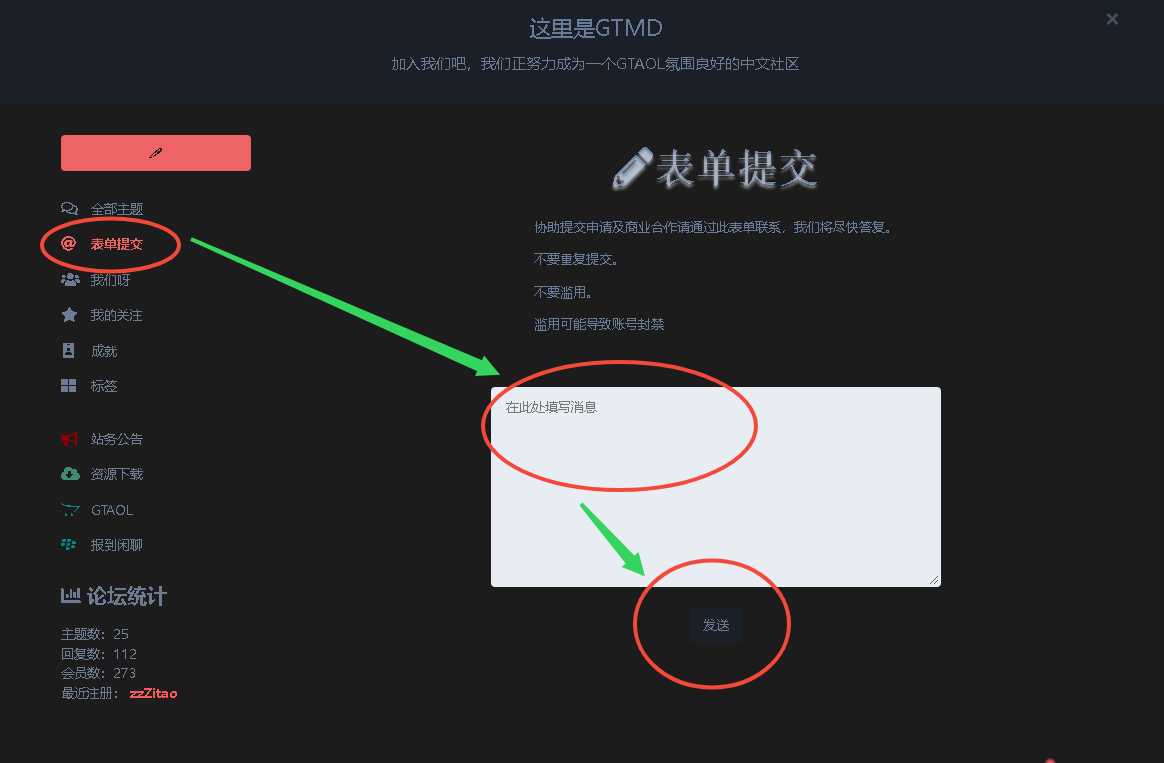 这里是GTMD
加入我们吧，我们正努力成为一个GTAOL氛围良好的中文社区
全部主题
表单提交
我们呀
我的关注
成就
标签
站务公告
资源下载
GTAOL
报到闲聊
论坛统计
主题数：25
回复数：112
会员数：273
最近注册： zzZitao
表单提交
协助提交申请及商业合作请通过此表单联系，我们将尽快答复。
不要重复提交。
不要滥用。
滥用可能导致账号封禁
在此处填写消息
发送